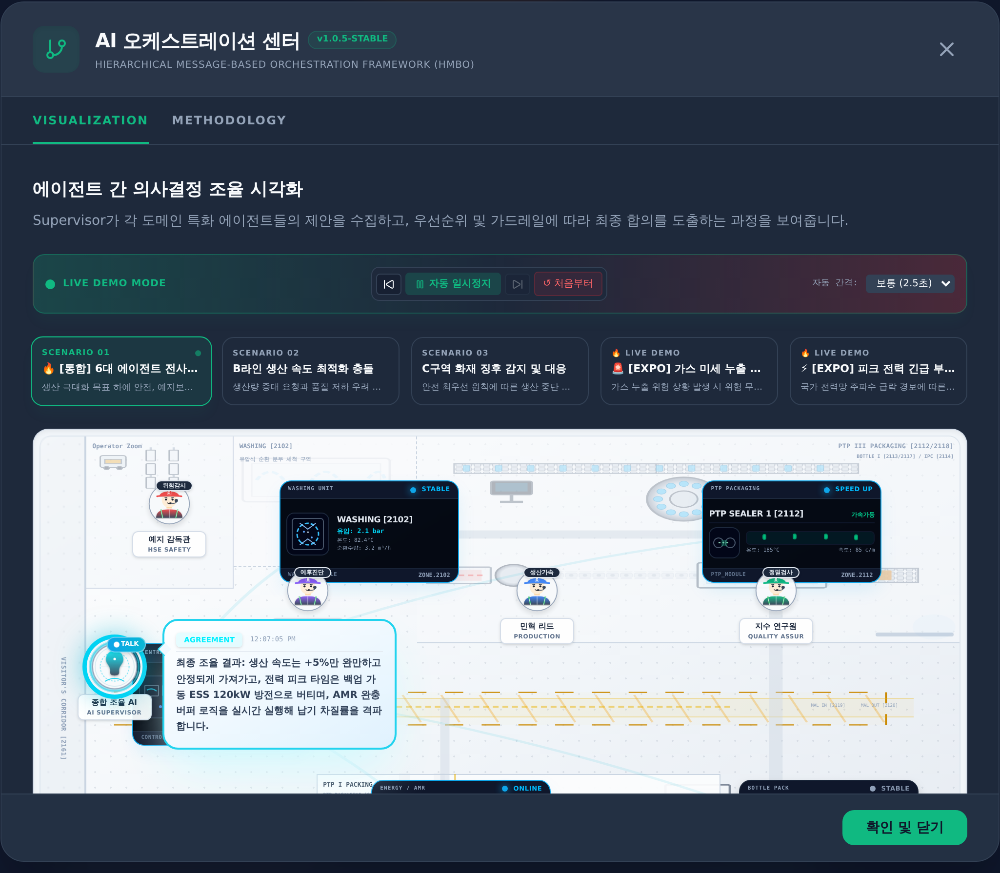 AI 오케스트레이션 센터
v1.0.5-STABLE
HIERARCHICAL MESSAGE-BASED ORCHESTRATION FRAMEWORK (HMBO)
VISUALIZATION
METHODOLOGY
에이전트 간 의사결정 조율 시각화
Supervisor가 각 도메인 특화 에이전트들의 제안을 수집하고, 우선순위 및 가드레일에 따라 최종 합의를 도출하는 과정을 보여줍니다.
LIVE DEMO MODE
자동 일시정지
↺ 처음부터
자동 간격:
보통 (2.5초)
SCENARIO 01
🔥 [통합] 6대 에이전트 전사...
생산 극대화 목표 하에 안전, 예지보...
SCENARIO 02
B라인 생산 속도 최적화 충돌
생산량 증대 요청과 품질 저하 우려 ...
SCENARIO 03
C구역 화재 징후 감지 및 대응
안전 최우선 원칙에 따른 생산 중단 ...
🔥 LIVE DEMO
🚨 [EXPO] 가스 미세 누출 ...
가스 누출 위험 상황 발생 시 위험 무...
🔥 LIVE DEMO
⚡ [EXPO] 피크 전력 긴급 부...
국가 전력망 주파수 급락 경보에 따른...
Operator Zoom
WASHING [2102]
유압식 순환 분무 세척 구역
PTP III PACKAGING [2112/2118]
BOTTLE I [2113/2117] / IPC [2114]
위험감시
예지 감독관
HSE SAFETY
WASHING UNIT
STABLE
WASHING [2102]
유압: 2.1 bar
온도: 82.4°C
순환수량: 3.2 m³/h
ZONE.2102
예후진단
PTP PACKAGING
SPEED UP
PTP SEALER 1 [2112]
가속가동
온도: 185°C
속도: 85 c/m
PTP_MODULE
ZONE.2112
생산가속
민혁 리드
PRODUCTION
정밀검사
지수 연구원
QUALITY ASSUR
TALK
종합 조율 AI
AI SUPERVISOR
AGREEMENT
12:07:05 PM
최종 조율 결과: 생산 속도는 +5%만 완만하고
안정되게 가져가고, 전력 피크 타임은 백업 가
동 ESS 120kW 방전으로 버티며, AMR 완충
버퍼 로직을 실시간 실행해 납기 차질률을 격파
합니다.
VISITOR'S CORRIDOR [2161]
MAL IN [2119]
MAL OUT [2120]
PTP I PACKING
ENERGY / AMR
ONLINE
BOTTLE PACK
STABLE
확인 및 닫기